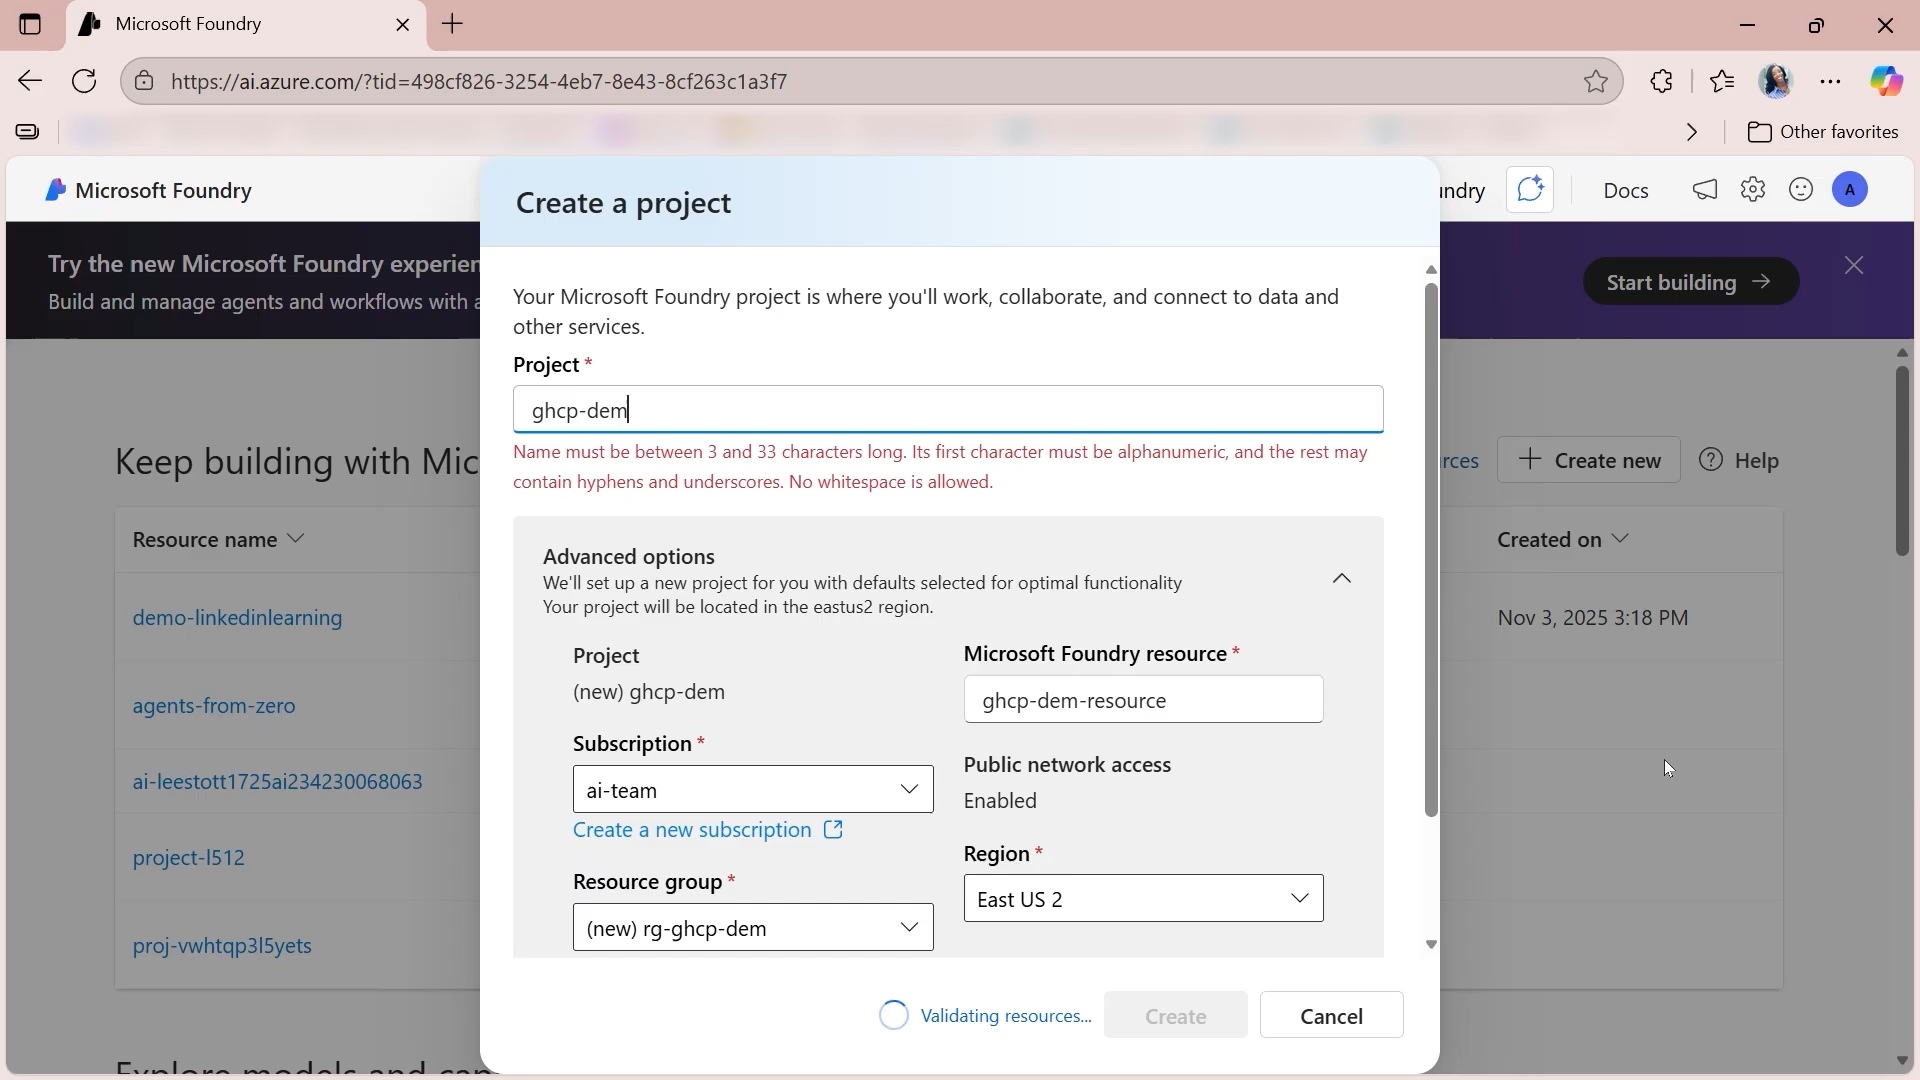 Microsoft Foundry
https://ai.azure.com/?tid=498cf826-3254-4eb7-8e43-8cf263c1a3f7
Other favorites
Microsoft Foundry
undry
Docs
A
Try the new Microsoft Foundry experien
Build and manage agents and workflows with a
Start building
Create a project
Your Microsoft Foundry project is where you'll work, collaborate, and connect to data and
other services.
Project *
ghcp-dem
Name must be between 3 and 33 characters long. Its first character must be alphanumeric, and the rest may
contain hyphens and underscores. No whitespace is allowed.
Advanced options
We'll set up a new project for you with defaults selected for optimal functionality
Your project will be located in the eastus2 region.
Project
(new) ghcp-dem
Subscription *
ai-team
Create a new subscription
Resource group *
(new) rg-ghcp-dem
Microsoft Foundry resource *
ghcp-dem-resource
Public network access
Enabled
Region *
East US 2
Validating resources...
Create
Cancel
Keep building with Mic
rces
Create new
Help
Resource name
Created on
demo-linkedinlearning
Nov 3, 2025 3:18 PM
agents-from-zero
ai-leestott1725ai234230068063
project-l512
proj-vwhtqp3l5yets
Explore models and cap